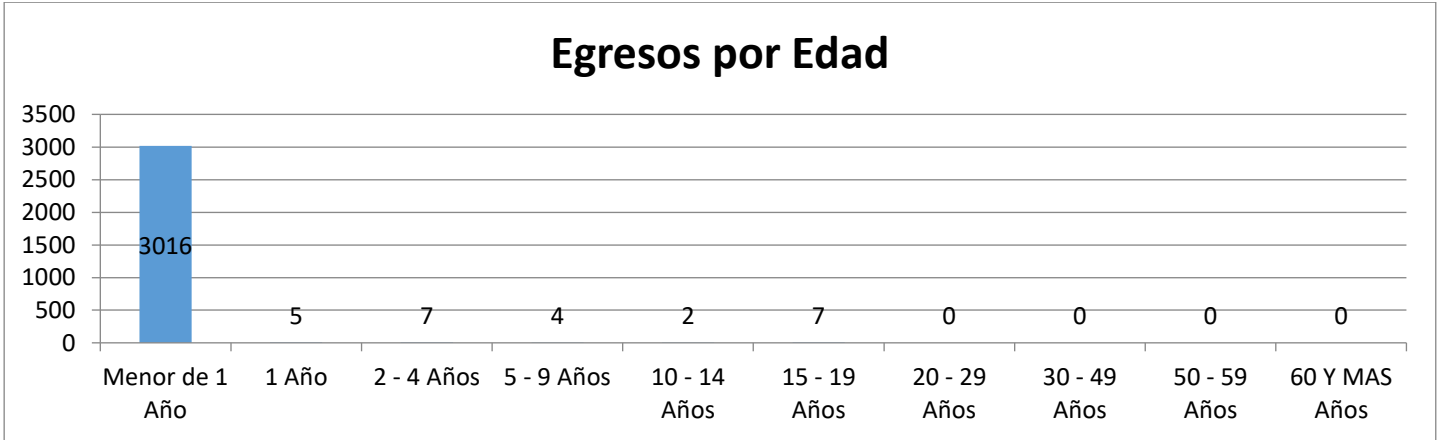 Egresos por Edad
3500
3000
2500
2000
1500
1000
500
0
3016
5 7 4 2 7 0 0 0 0
Menor de 1 Año
1 Año
2 - 4 Años
5 - 9 Años
10 - 14 Años
15 - 19 Años
20 - 29 Años
30 - 49 Años
50 - 59 Años
60 Y MAS Años